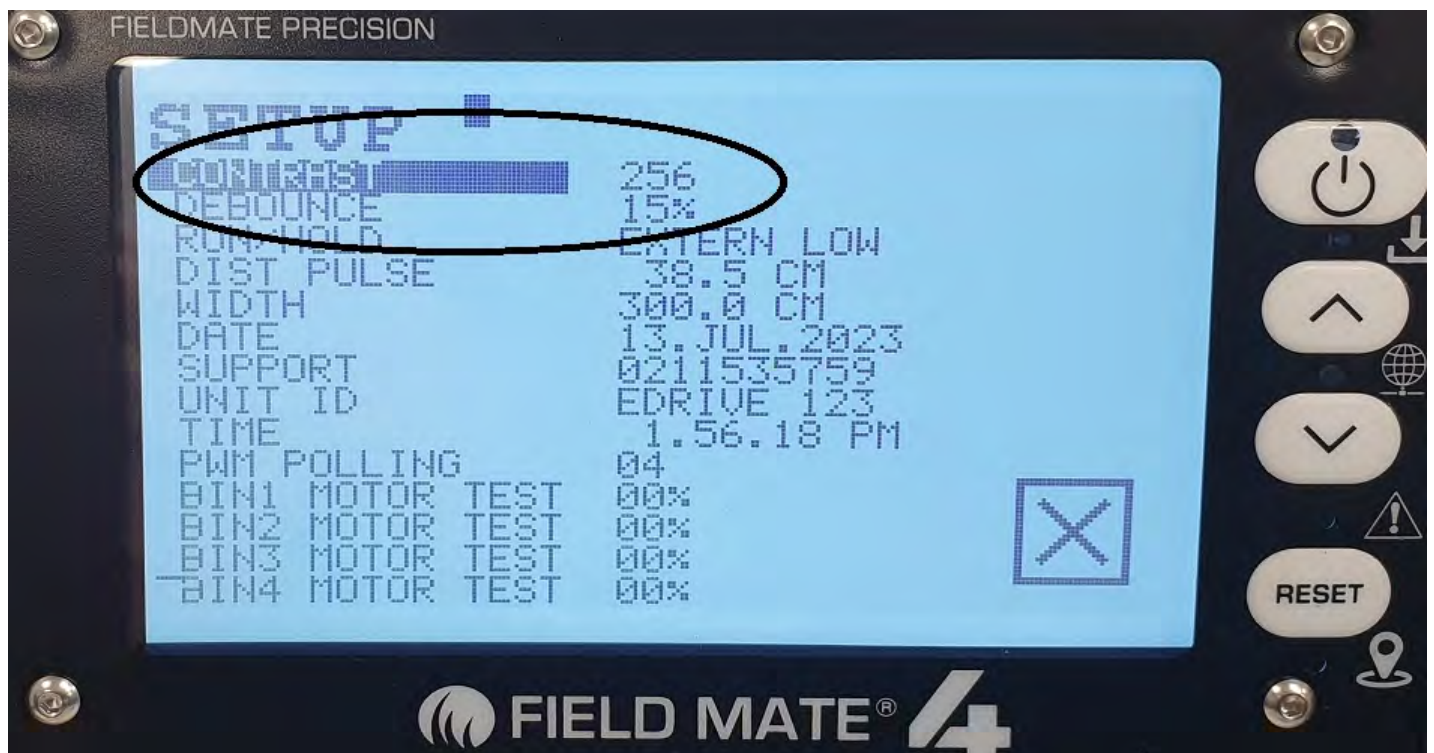 FIELDMATE PRECISION
SETUP
CONTRAST 256
DEBOUNCE 15%
RUN/HOLD EXTERN LOW
DIST PULSE 38.5 CM
WIDTH 300.0 CM
DATE 13.JUL.2023
SUPPORT 0211535759
UNIT ID EDRIVE 123
TIME 1.56.18 PM
PWM POLLING 04
BIN1 MOTOR TEST 00%
BIN2 MOTOR TEST 00%
BIN3 MOTOR TEST 00%
BIN4 MOTOR TEST 00%
RESET
FIELD MATE® 4